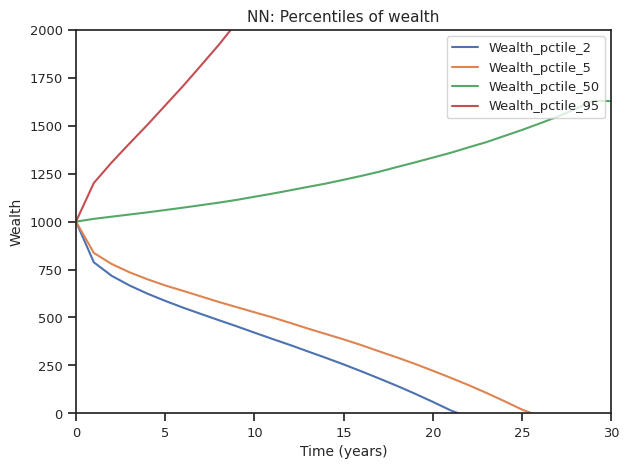 NN: Percentiles of wealth
Wealth_pctile_2
Wealth_pctile_5
Wealth_pctile_50
Wealth_pctile_95
Wealth
2000
1750
1500
1250
1000
750
500
250
0
0 5 10 15 20 25 30
Time (years)